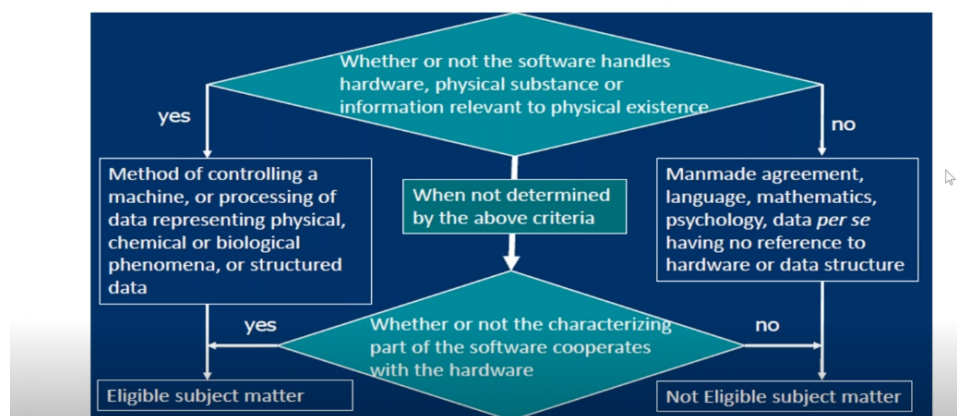 Whether or not the software handles
hardware, physical substance or
information relevant to physical existence
yes
no
Method of controlling a
machine, or processing of
data representing physical,
chemical or biological
phenomena, or structured
data
When not determined
by the above criteria
Manmade agreement,
language, mathematics,
psychology, data per se
having no reference to
hardware or data structure
yes
Whether or not the characterizing
part of the software cooperates
with the hardware
no
Eligible subject matter
Not Eligible subject matter